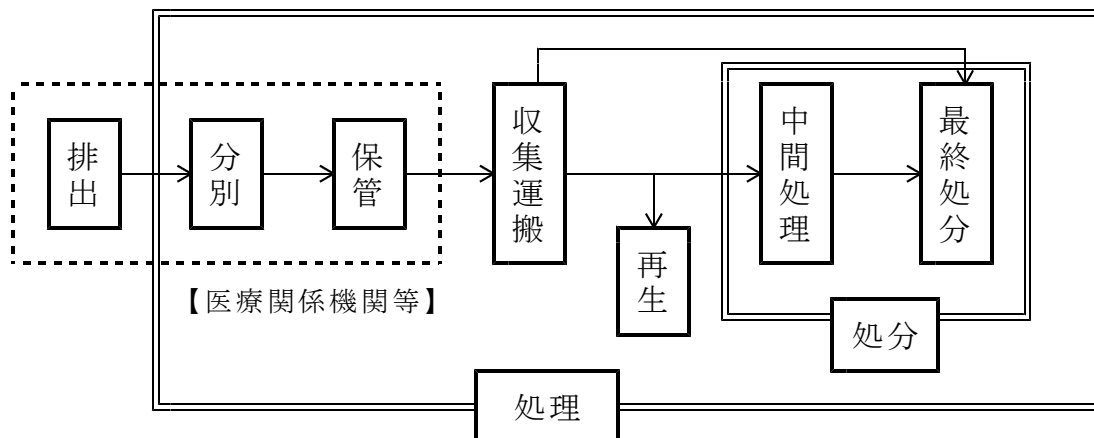 排出
分別
保管
収集運搬
再生
中間処理
最終処分
【医療関係機関等】
処分
処理